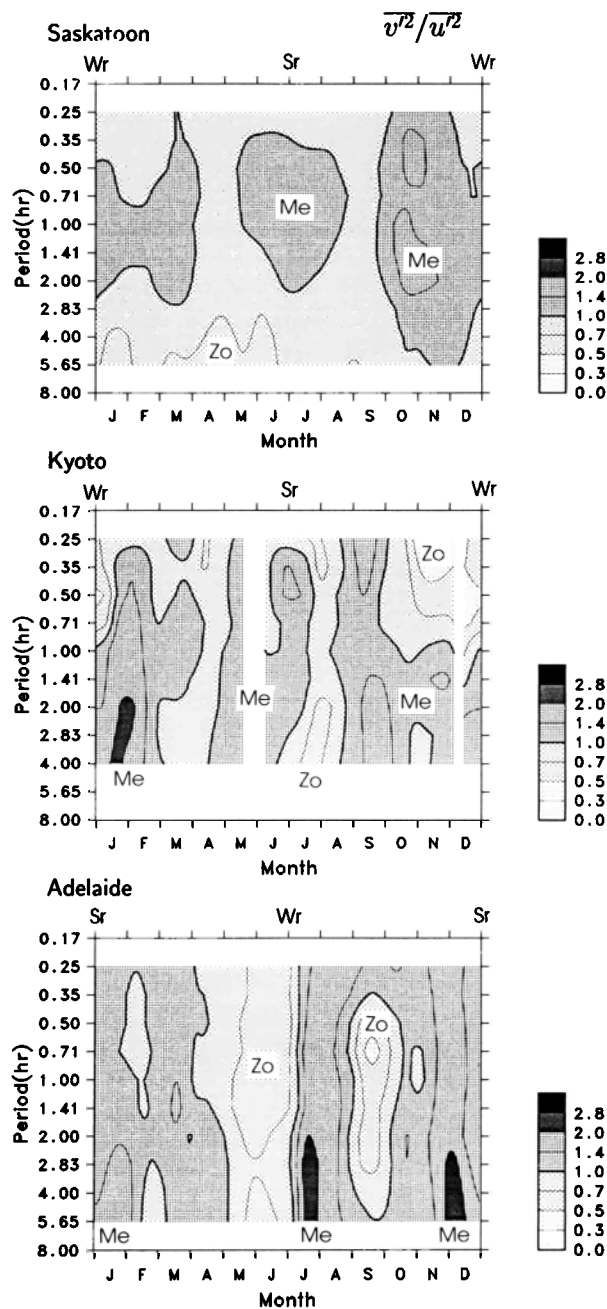 Saskatoon
v'2/u'2
Wr Sr Wr
0.17
0.25
0.35
0.50
0.71
1.00
1.41
2.00
2.83
4.00
5.65
8.00
Period(hr)
Me
Me
Zo
J F M A M J J A S O N D
Month
2.8
2.0
1.4
1.0
0.7
0.5
0.3
0.0
Kyoto
Wr Sr Wr
0.17
0.25
0.35
0.50
0.71
1.00
1.41
2.00
2.83
4.00
5.65
8.00
Period(hr)
Zo
Me
Me
Me
Zo
J F M A M J J A S O N D
Month
2.8
2.0
1.4
1.0
0.7
0.5
0.3
0.0
Adelaide
Sr Wr Sr
0.17
0.25
0.35
0.50
0.71
1.00
1.41
2.00
2.83
4.00
5.65
8.00
Period(hr)
Zo
Zo
Me
Me
Me
J F M A M J J A S O N D
Month
2.8
2.0
1.4
1.0
0.7
0.5
0.3
0.0